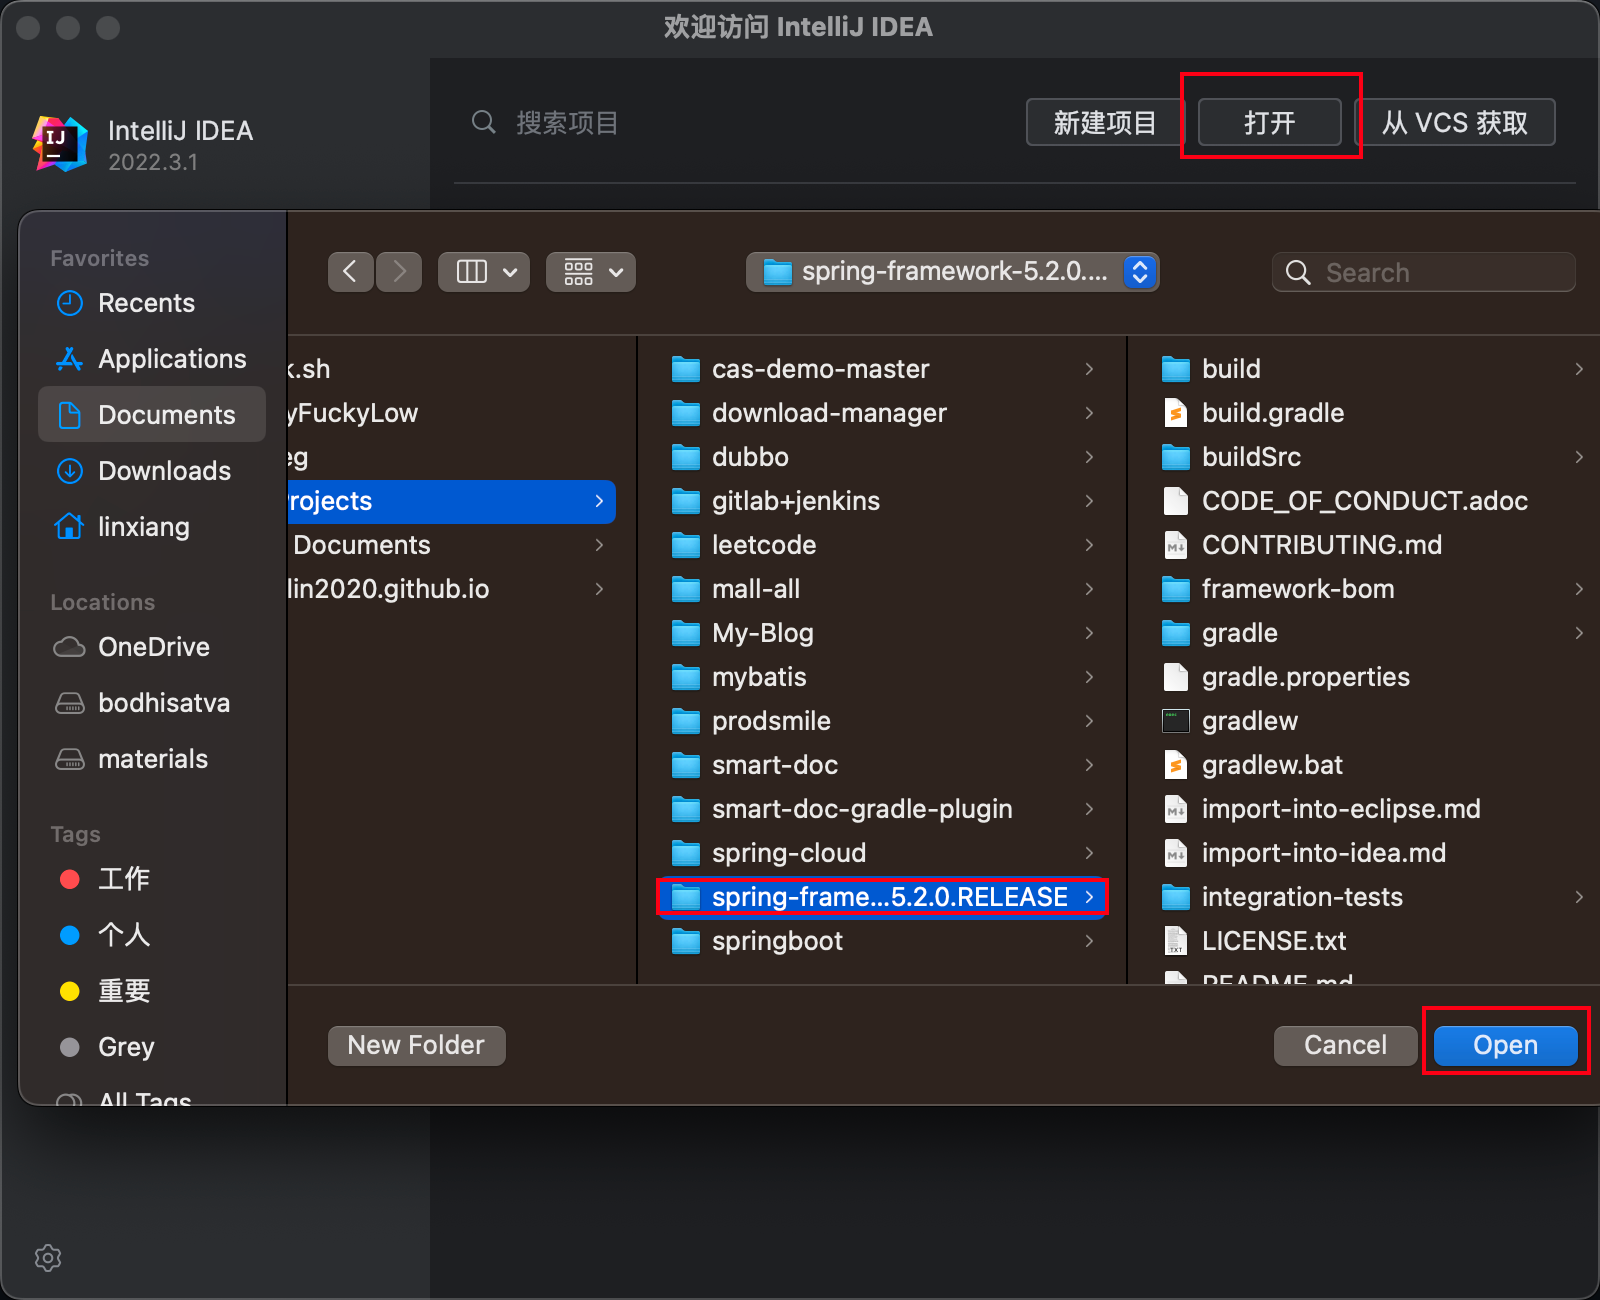 欢迎访问 IntelliJ IDEA
IntelliJ IDEA
2022.3.1
搜索项目
新建项目
打开
从 VCS 获取
Favorites
Recents
Applications
Documents
Downloads
linxiang
Locations
OneDrive
bodhisatva
materials
Tags
工作
个人
重要
Grey
All Tags
spring-framework-5.2.0....
Search
k.sh
yFuckyLow
eg
rojects
Documents
lin2020.github.io
cas-demo-master
download-manager
dubbo
gitlab+jenkins
leetcode
mall-all
My-Blog
mybatis
prodsmile
smart-doc
smart-doc-gradle-plugin
spring-cloud
spring-frame...5.2.0.RELEASE
springboot
build
build.gradle
buildSrc
CODE_OF_CONDUCT.adoc
CONTRIBUTING.md
framework-bom
gradle
gradle.properties
gradlew
gradlew.bat
import-into-eclipse.md
import-into-idea.md
integration-tests
LICENSE.txt
README.md
New Folder
Cancel
Open